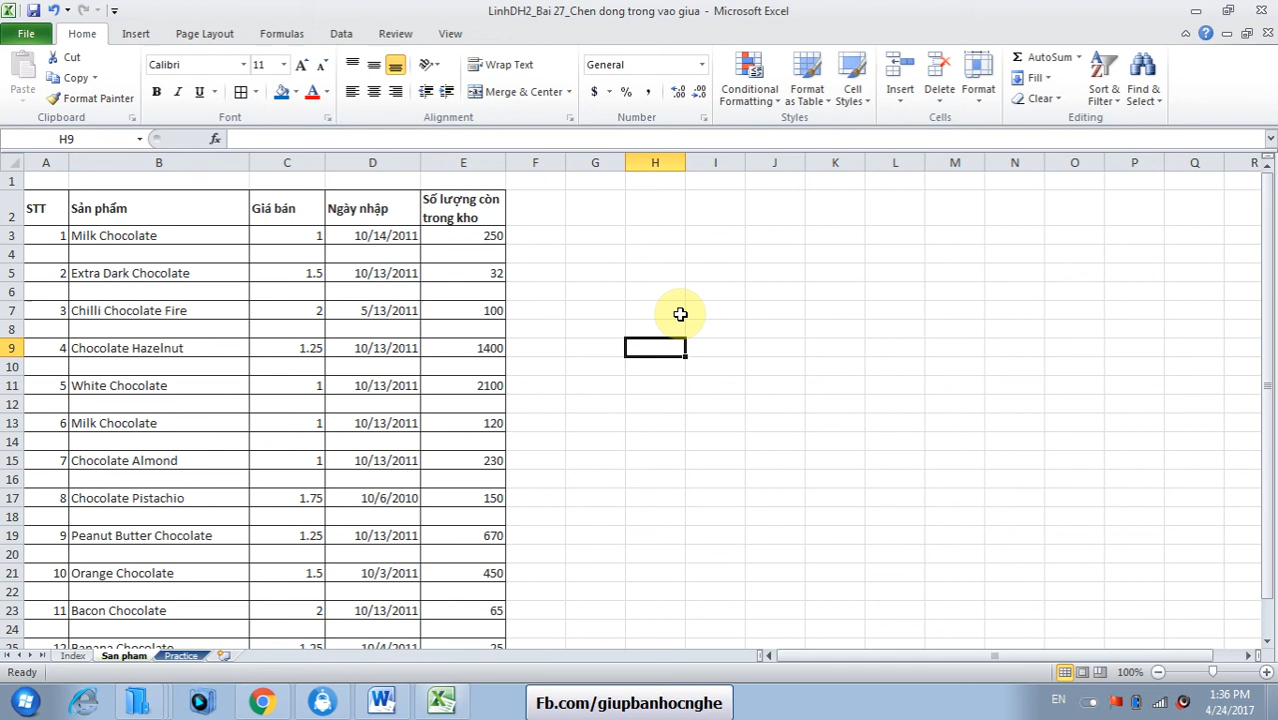 LinhDH2_Bai 27_Chen dong trong vao giua - Microsoft Excel
File Home Insert Page Layout Formulas Data Review View
Paste Cut Copy Format Painter Clipboard
Calibri 11 B I U A A A Font
Wrap Text Merge & Center Alignment
General $ % , Number
Conditional Formatting Format as Table Cell Styles Styles
Insert Delete Format Cells
AutoSum Fill Clear Sort & Filter Find & Select Editing
H9 fx
A B C D E F G H I J K L M N O P Q R
1
2 STT Sản phẩm Giá bán Ngày nhập Số lượng còn trong kho
3 1 Milk Chocolate 1 10/14/2011 250
4
5 2 Extra Dark Chocolate 1.5 10/13/2011 32
6
7 3 Chilli Chocolate Fire 2 5/13/2011 100
8
9 4 Chocolate Hazelnut 1.25 10/13/2011 1400
10
11 5 White Chocolate 1 10/13/2011 2100
12
13 6 Milk Chocolate 1 10/13/2011 120
14
15 7 Chocolate Almond 1 10/13/2011 230
16
17 8 Chocolate Pistachio 1.75 10/6/2010 150
18
19 9 Peanut Butter Chocolate 1.25 10/13/2011 670
20
21 10 Orange Chocolate 1.5 10/3/2011 450
22
23 11 Bacon Chocolate 2 10/13/2011 65
24
25 12 Banana Chocolate 1.25 10/4/2011 25
Index San pham Practice
Ready 100%
Fb.com/giupbanhocnghe
EN 1:36 PM
4/24/2017